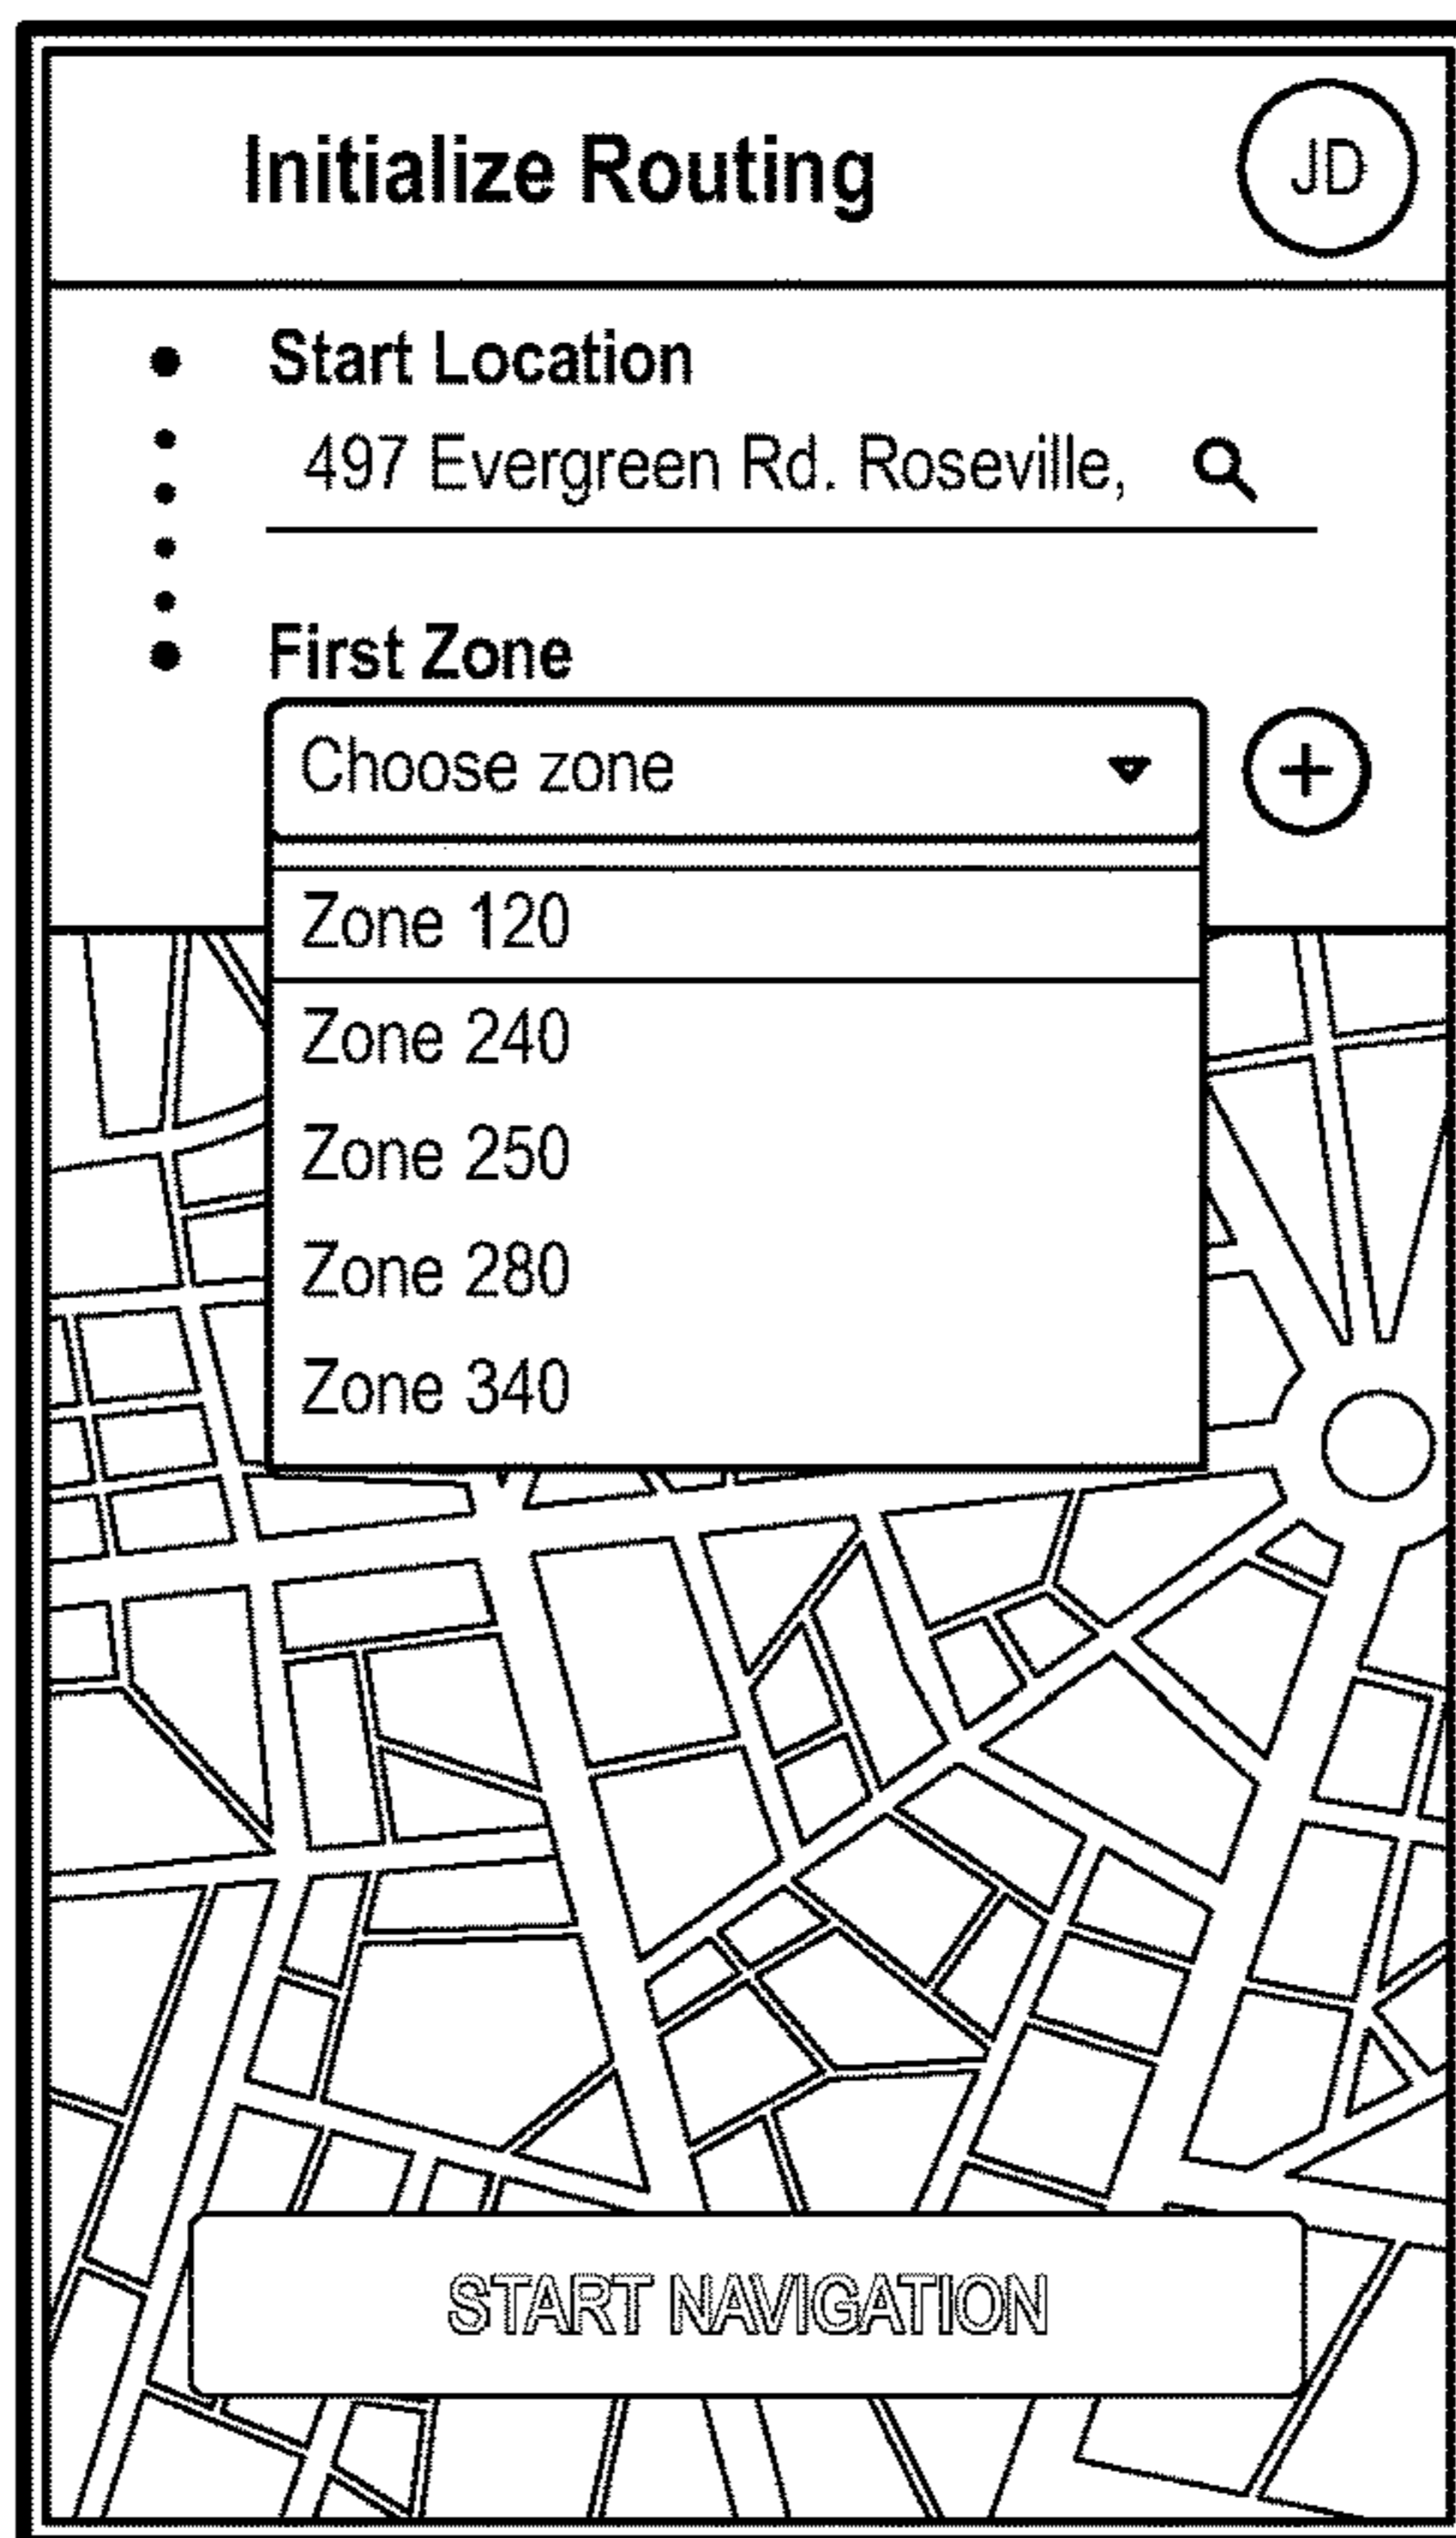 Initialize Routing
JD
Start Location
497 Evergreen Rd. Roseville,
First Zone
Choose zone
Zone 120
Zone 240
Zone 250
Zone 280
Zone 340
START NAVIGATION